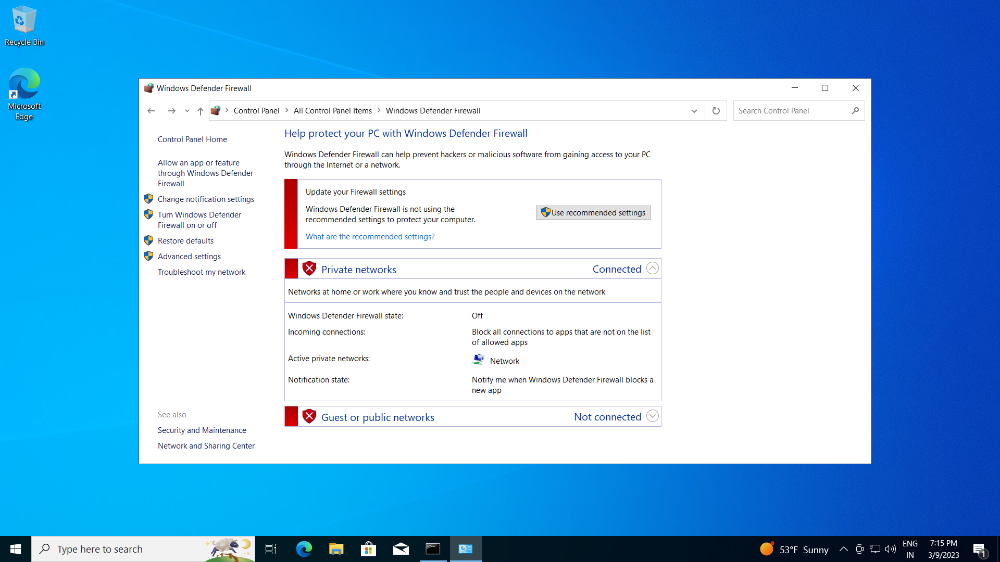 Recycle Bin
Microsoft
Edge
Windows Defender Firewall
Control Panel
All Control Panel Items
Windows Defender Firewall
Search Control Panel
Control Panel Home
Allow an app or feature
through Windows Defender
Firewall
Change notification settings
Turn Windows Defender
Firewall on or off
Restore defaults
Advanced settings
Troubleshoot my network
See also
Security and Maintenance
Network and Sharing Center
Help protect your PC with Windows Defender Firewall
Windows Defender Firewall can help prevent hackers or malicious software from gaining access to your PC
through the Internet or a network.
Update your Firewall settings
Windows Defender Firewall is not using the
recommended settings to protect your computer.
Use recommended settings
What are the recommended settings?
Private networks
Connected
Networks at home or work where you know and trust the people and devices on the network
Windows Defender Firewall state:
Off
Incoming connections:
Block all connections to apps that are not on the list
of allowed apps
Active private networks:
Network
Notification state:
Notify me when Windows Defender Firewall blocks a
new app
Guest or public networks
Not connected
Type here to search
53°F Sunny
ENG
IN
7:15 PM
3/9/2023
1